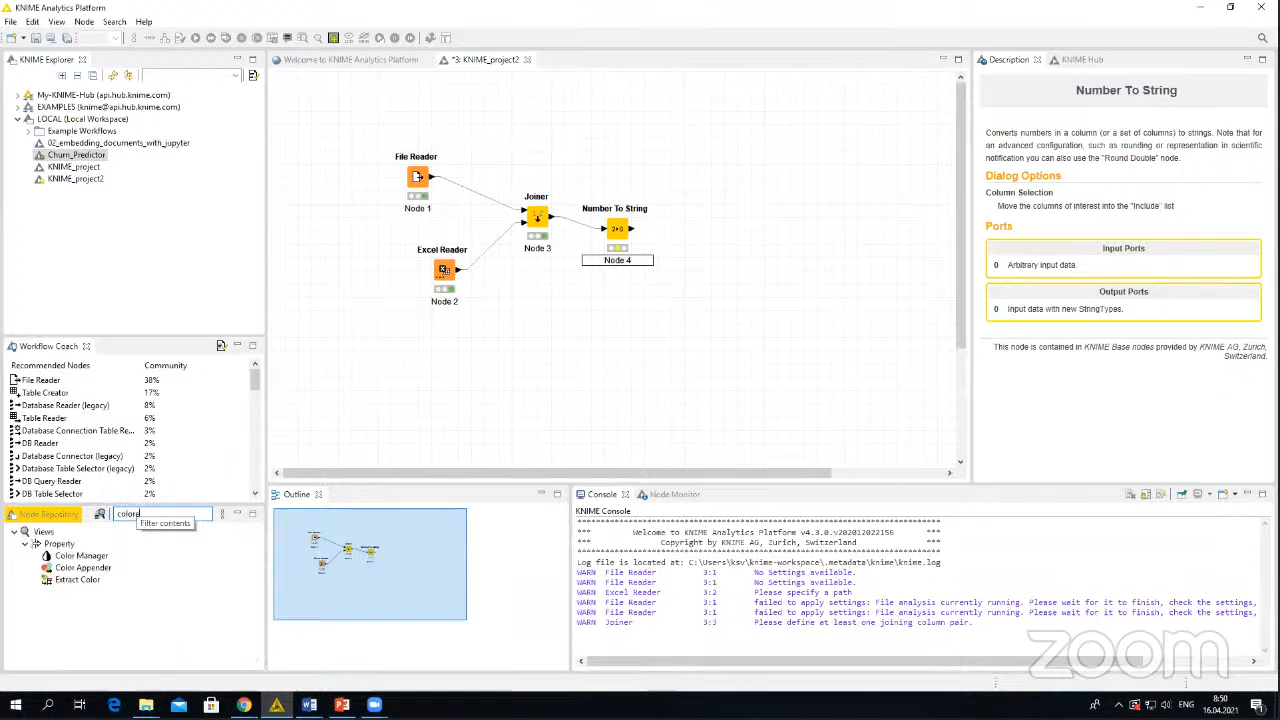 KNIME Analytics Platform
File Edit View Node Search Help
KNIME Explorer
My-KNIME-Hub (knime@api.hub.knime.com)
EXAMPLES (knime@api.hub.knime.com)
LOCAL (Local Workspace)
Example Workflows
02_embedding_documents_with_jupyter
Churn_Predictor
KNIME_project
KNIME_project2
Workflow Coach
Recommended Nodes Community
File Reader 38%
Table Creator 17%
Database Reader (legacy) 8%
Table Reader 6%
Database Connection Table Re... 3%
DB Reader 2%
Database Connector (legacy) 2%
Database Table Selector (legacy) 2%
DB Query Reader 2%
DB Table Selector 2%
Node Repository
colore
Filter contents
Views
Property
Color Manager
Color Appender
Extract Color
Welcome to KNIME Analytics Platform
*3: KNIME_project2
File Reader
Node 1
Excel Reader
Node 2
Joiner
Node 3
Number To String
2▸S
Node 4
Outline
Description
KNIME Hub
Number To String
Converts numbers in a column (or a set of columns) to strings. Note that for
an advanced configuration, such as rounding or representation in scientific
notification you can also use the "Round Double" node.
Dialog Options
Column Selection
Move the columns of interest into the "Include" list
Ports
Input Ports
0 Arbitrary input data.
Output Ports
0 Input data with new StringTypes.
This node is contained in KNIME Base nodes provided by KNIME AG, Zurich,
Switzerland.
Console
Node Monitor
KNIME Console
*** Welcome to KNIME Analytics Platform v4.3.0.v202012022156 ***
*** Copyright by KNIME AG, Zurich, Switzerland ***
Log file is located at: C:\Users\ksv\knime-workspace\.metadata\knime\knime.log
WARN File Reader 3:1 No Settings available.
WARN File Reader 3:1 No Settings available.
WARN Excel Reader 3:2 Please specify a path
WARN File Reader 3:1 failed to apply settings: File analysis currently running. Please wait for it to finish, check the settings,
WARN File Reader 3:1 failed to apply settings: File analysis currently running. Please wait for it to finish, check the settings,
WARN Joiner 3:3 Please define at least one joining column pair.
zoom
ENG
8:50
16.04.2021